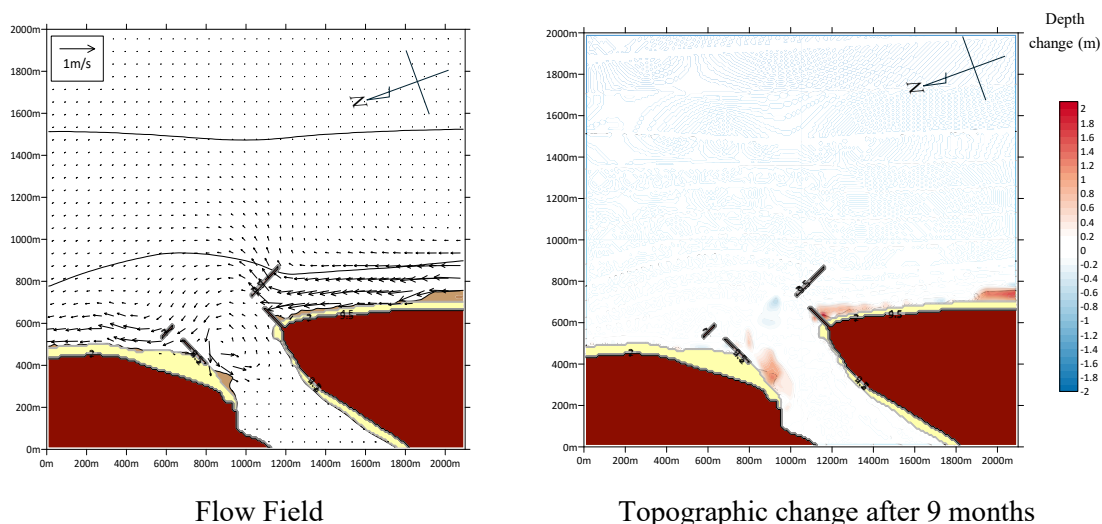 Depth
change (m)
2000m
1800m
1600m
1400m
1200m
1000m
800m
600m
400m
200m
0m
1m/s
N
0m
200m
400m
600m
800m
1000m
1200m
1400m
1600m
1800m
2000m
2000m
1800m
1600m
1400m
1200m
1000m
800m
600m
400m
200m
0m
N
0m
200m
400m
600m
800m
1000m
1200m
1400m
1600m
1800m
2000m
2
1.8
1.6
1.4
1.2
1
0.8
0.6
0.4
0.2
0
-0.2
-0.4
-0.6
-0.8
-1
-1.2
-1.4
-1.6
-1.8
-2
Flow Field
Topographic change after 9 months